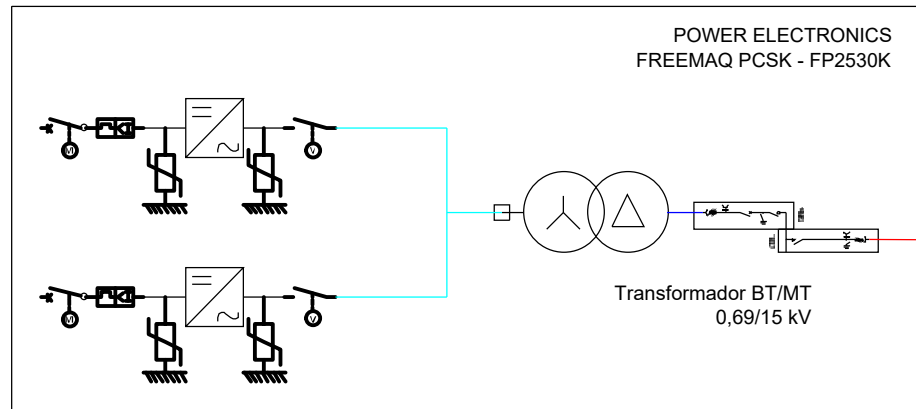 POWER ELECTRONICS
FREEMAQ PCSK - FP2530K
M
V
M
V
Transformador BT/MT
0,69/15 kV